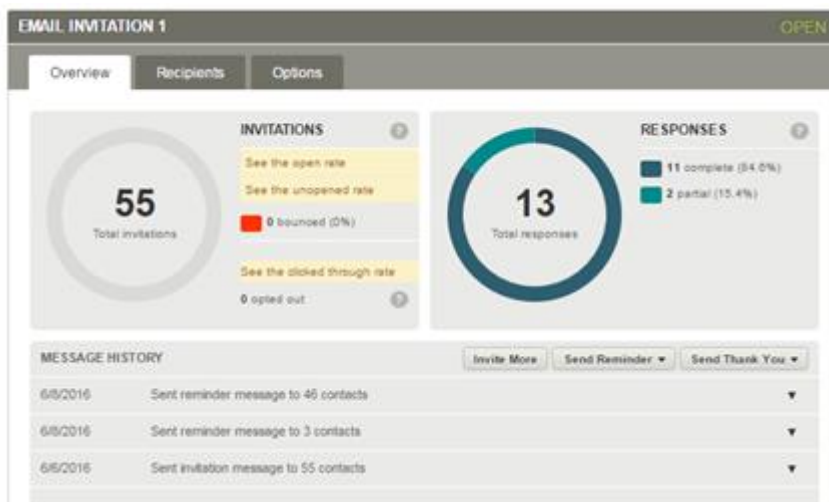 EMAIL INVITATION 1
OPEN
Overview
Recipients
Options
INVITATIONS
?
See the open rate
See the unopened rate
55
Total invitations
0 bounced (0%)
See the clicked through rate
0 opted out
?
RESPONSES
?
11 complete (84.6%)
2 partial (15.4%)
13
Total responses
MESSAGE HISTORY
Invite More
Send Reminder
Send Thank You
6/8/2016 Sent reminder message to 46 contacts
6/8/2016 Sent reminder message to 3 contacts
6/6/2016 Sent invitation message to 55 contacts